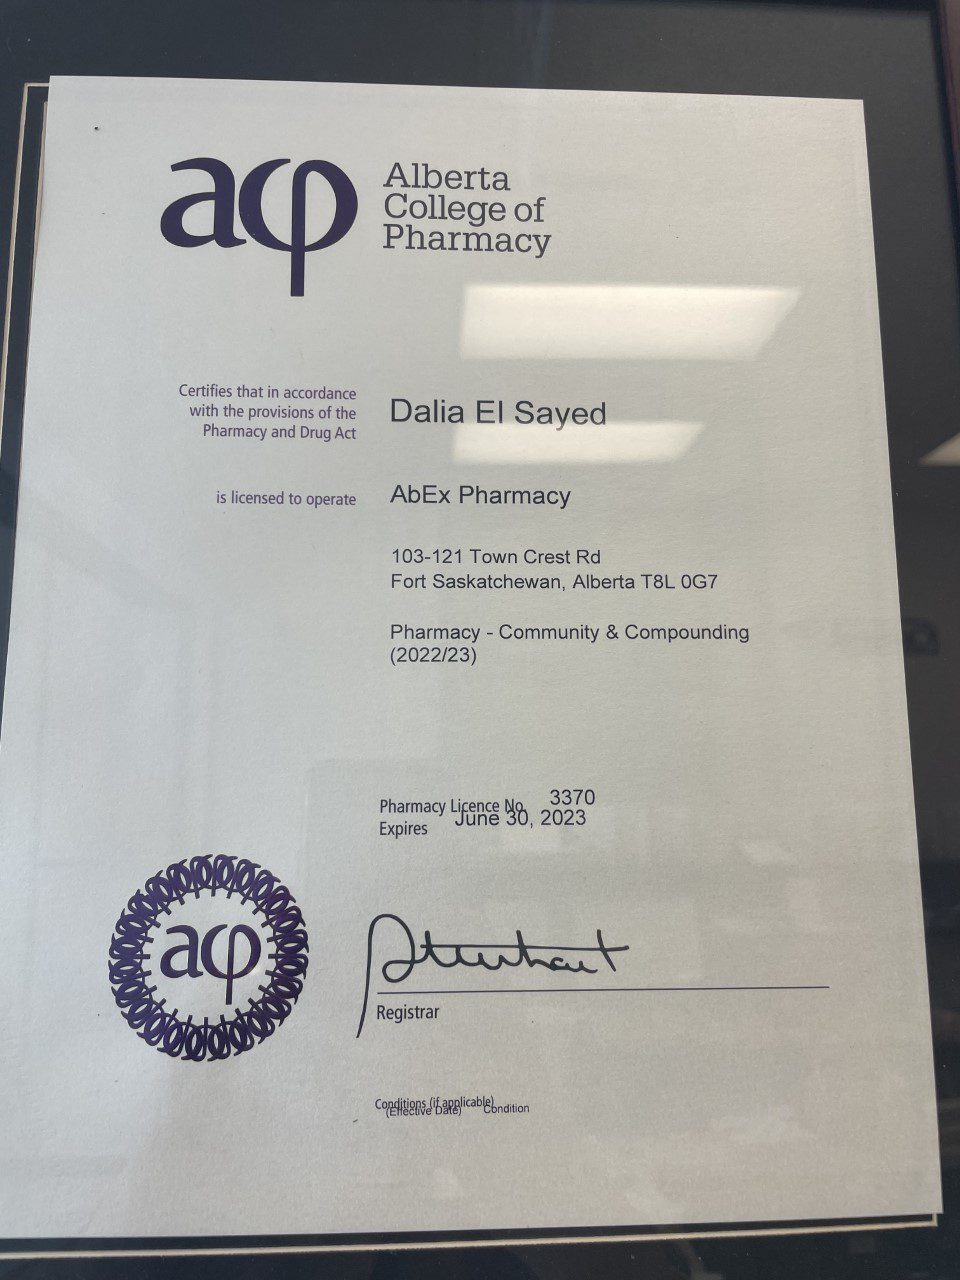 acp
Alberta
College of
Pharmacy
Certifies that in accordance
with the provisions of the
Pharmacy and Drug Act
Dalia El Sayed
is licensed to operate
AbEx Pharmacy
103-121 Town Crest Rd
Fort Saskatchewan, Alberta T8L 0G7
Pharmacy - Community & Compounding
(2022/23)
Pharmacy Licence No. 3370
Expires June 30, 2023
acp
Registrar
Conditions (if applicable)
(Effective Date) Condition